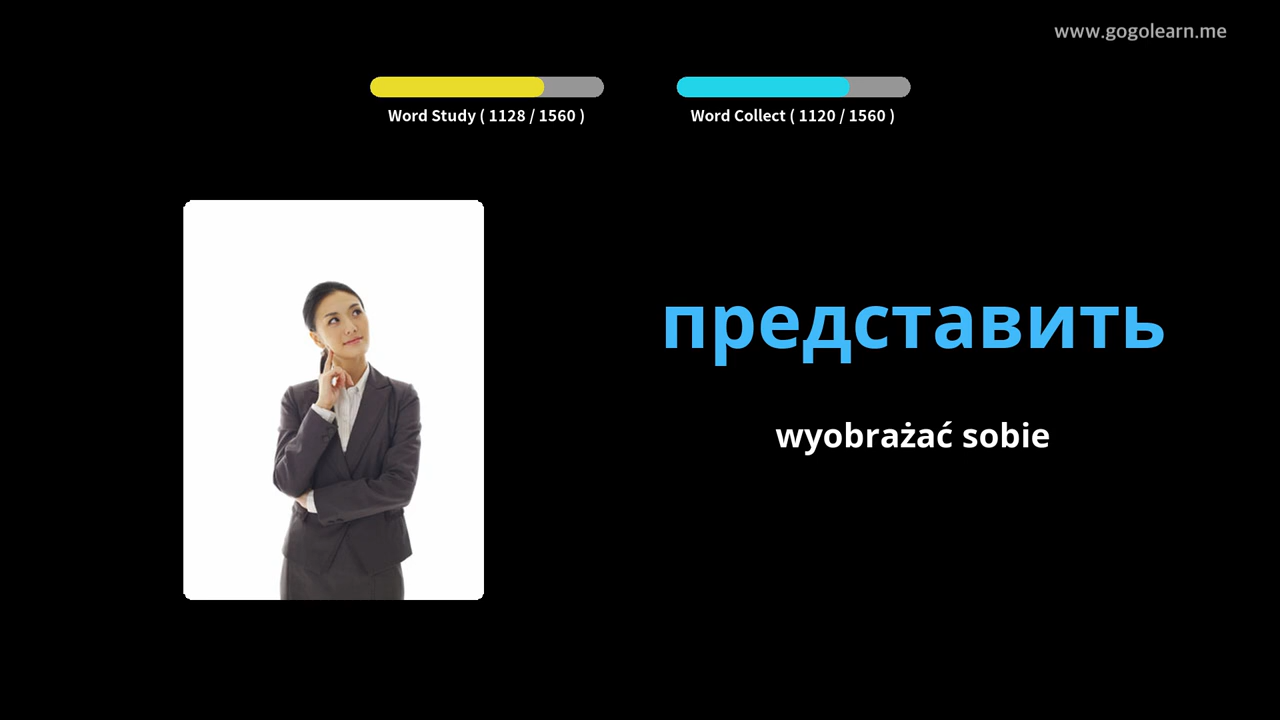 www.gogolearn.me
Word Study ( 1128 / 1560 )
Word Collect ( 1120 / 1560 )
представить
wyobrażać sobie